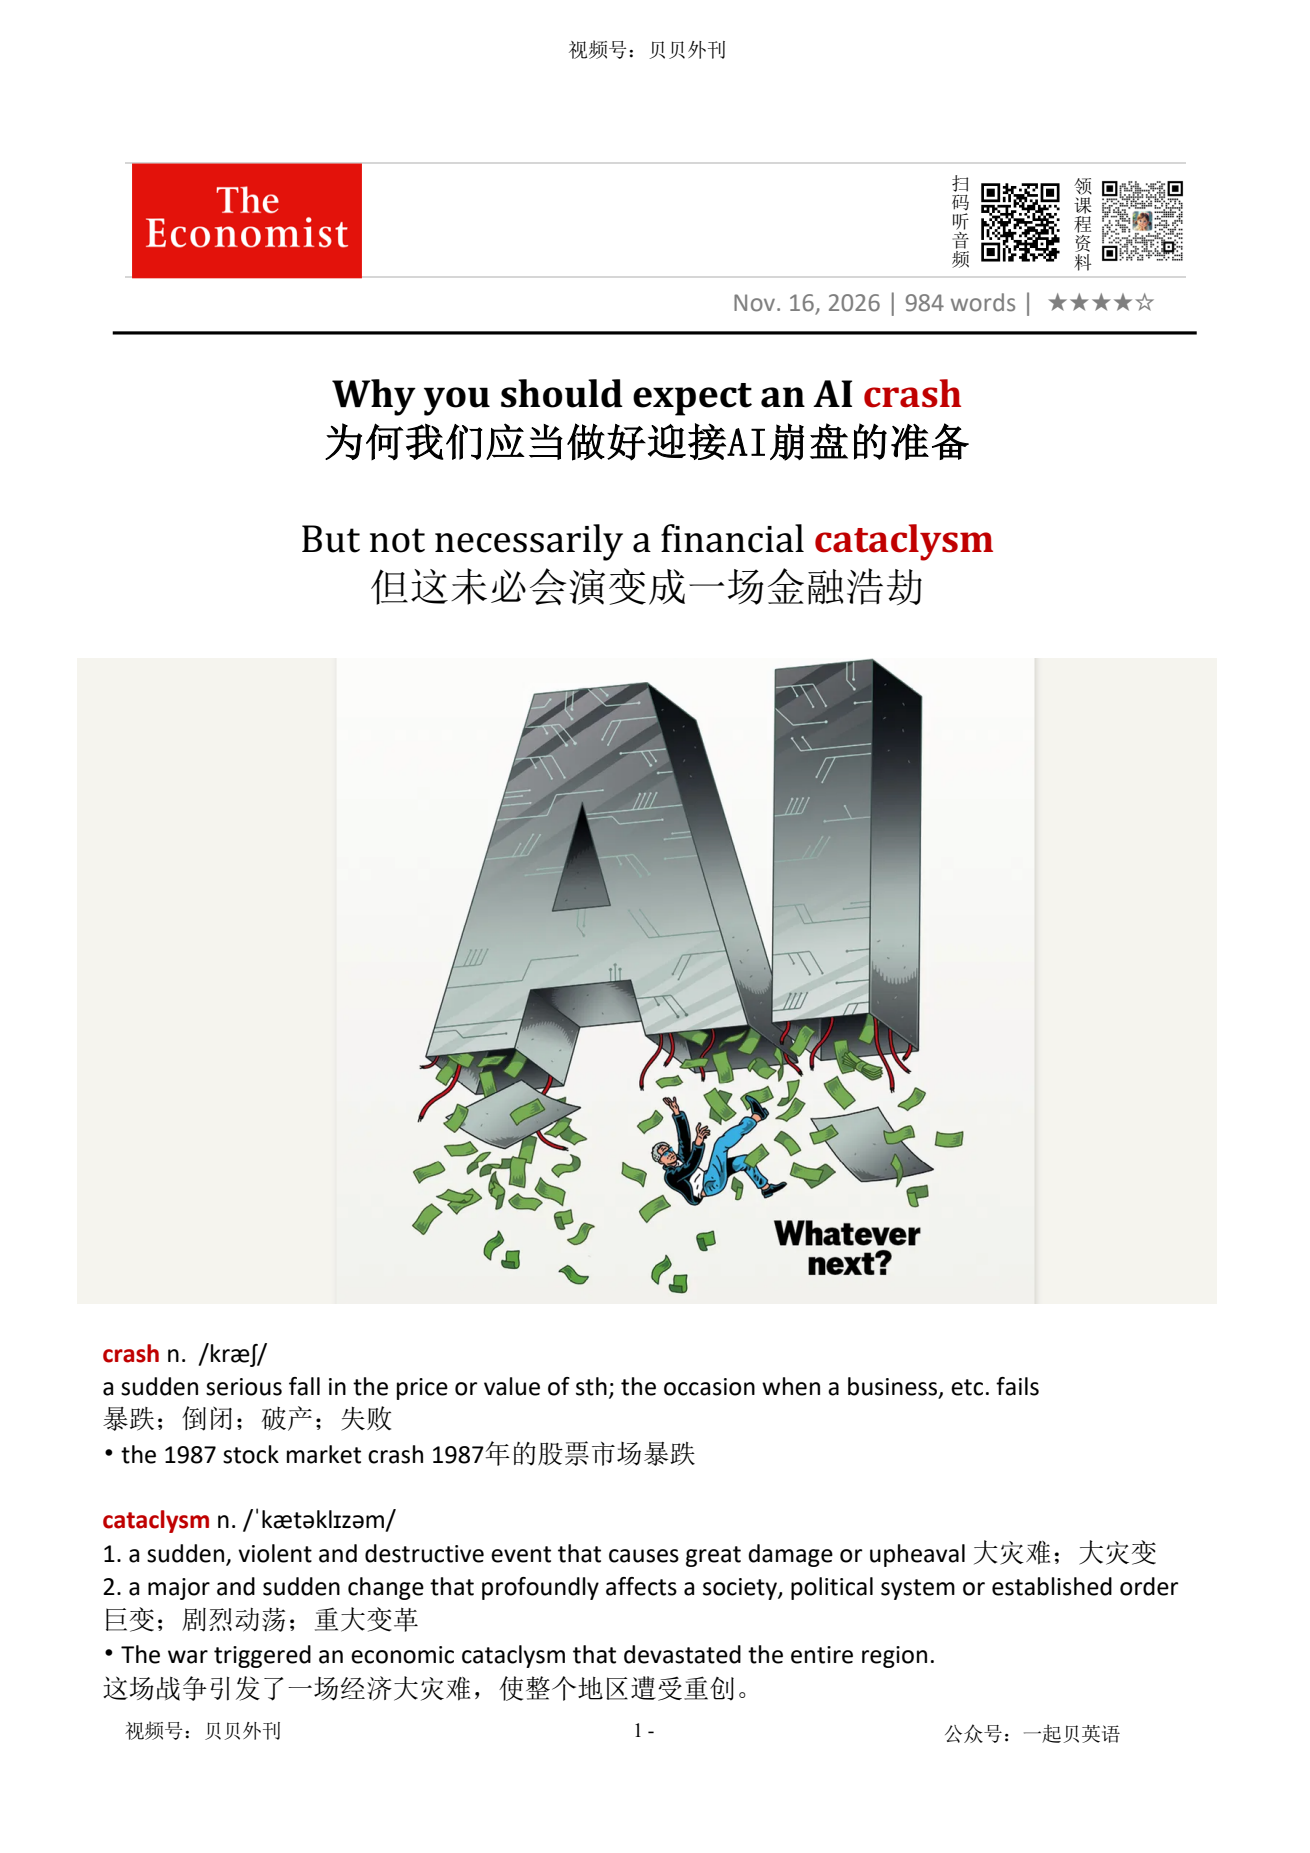 视频号：贝贝外刊
The
Economist
扫码听音频
领课程资料
Nov. 16, 2026 | 984 words | ★★★★☆
Why you should expect an AI crash
为何我们应当做好迎接AI崩盘的准备
But not necessarily a financial cataclysm
但这未必会演变成一场金融浩劫
AI
Whatever
next?
crash n. /kræʃ/
a sudden serious fall in the price or value of sth; the occasion when a business, etc. fails
暴跌；倒闭；破产；失败
• the 1987 stock market crash 1987年的股票市场暴跌
cataclysm n. /ˈkætəklɪzəm/
1. a sudden, violent and destructive event that causes great damage or upheaval 大灾难；大灾变
2. a major and sudden change that profoundly affects a society, political system or established order
巨变；剧烈动荡；重大变革
• The war triggered an economic cataclysm that devastated the entire region.
这场战争引发了一场经济大灾难，使整个地区遭受重创。
视频号：贝贝外刊
1 -
公众号：一起贝英语